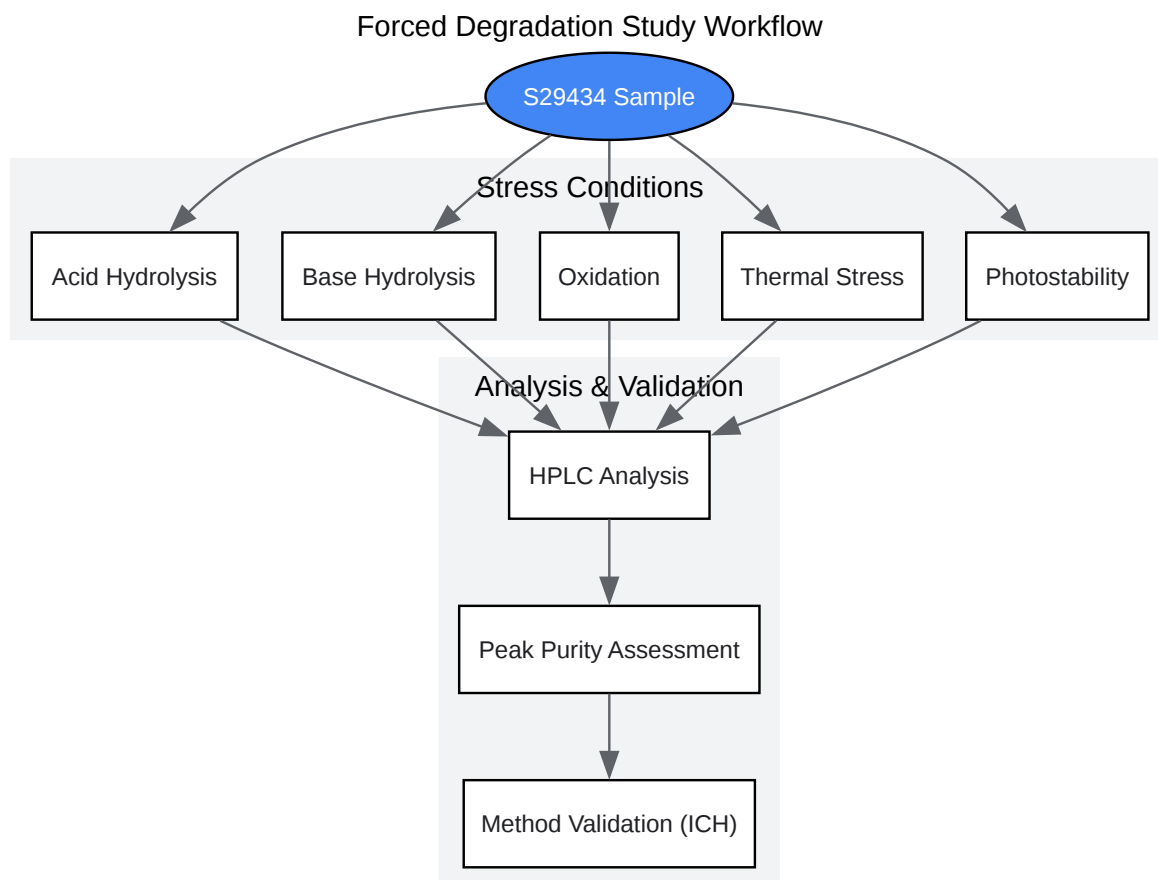 Forced Degradation Study Workflow
S29434 Sample
Stress Conditions
Acid Hydrolysis
Base Hydrolysis
Oxidation
Thermal Stress
Photostability
Analysis & Validation
HPLC Analysis
Peak Purity Assessment
Method Validation (ICH)